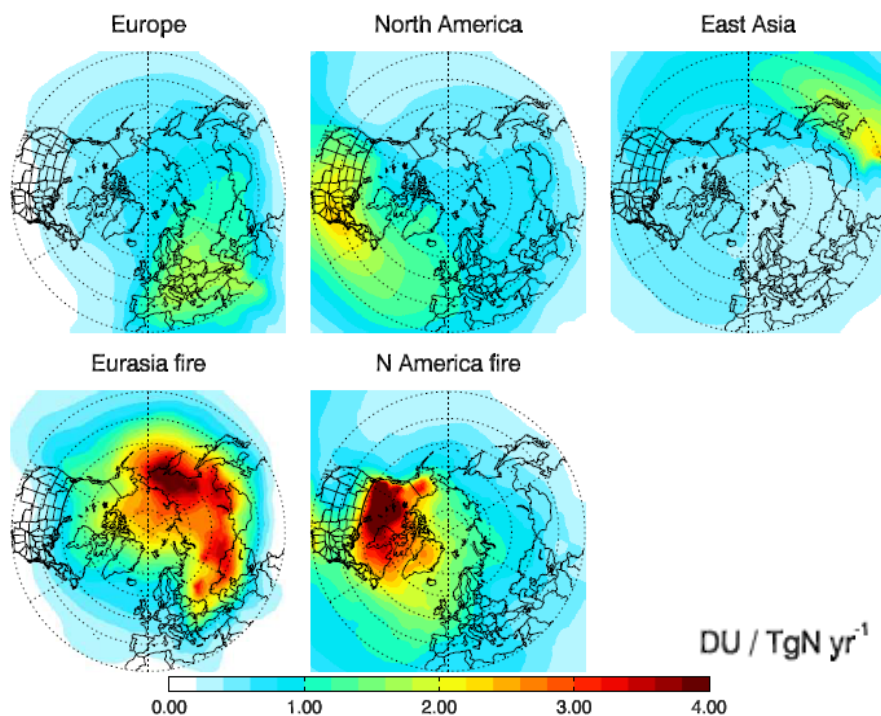 Europe
North America
East Asia
Eurasia fire
N America fire
DU / TgN yr⁻¹
0.00 1.00 2.00 3.00 4.00